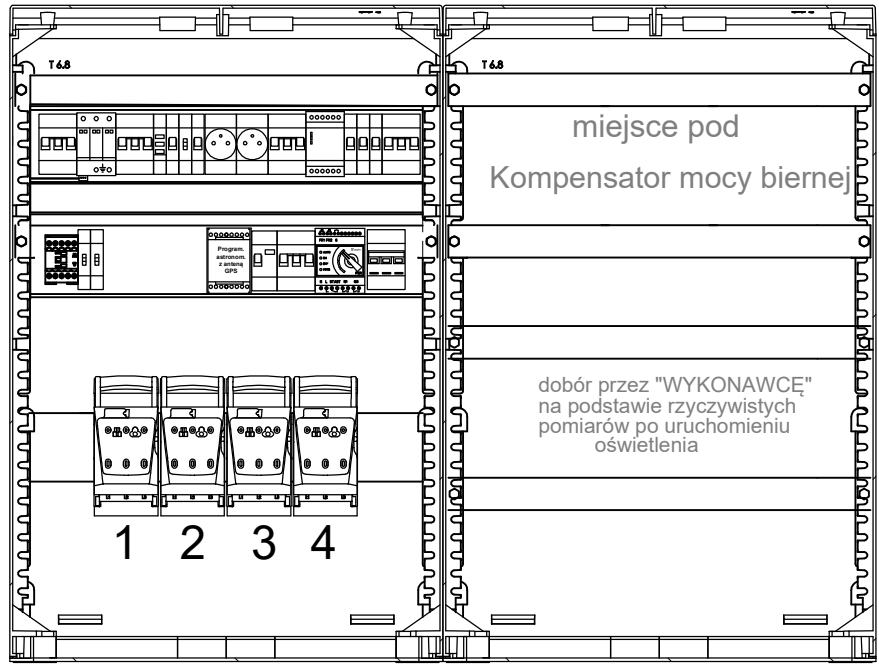 T 6.8
T 6.8
miejsce pod
Kompensator mocy biernej
Program.
astronom.
z anteną
GPS
dobór przez "WYKONAWCĘ"
na podstawie rzyczywistych
pomiarów po uruchomieniu
oświetlenia
1 2 3 4